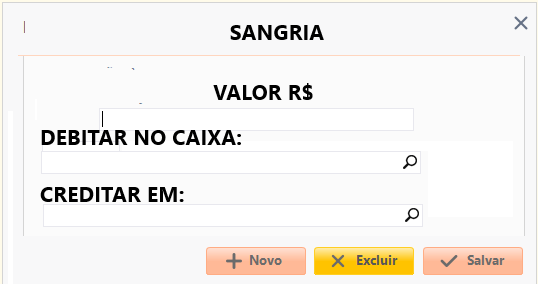 SANGRIA
VALOR R$
DEBITAR NO CAIXA:
CREDITAR EM:
Novo
Excluir
Salvar